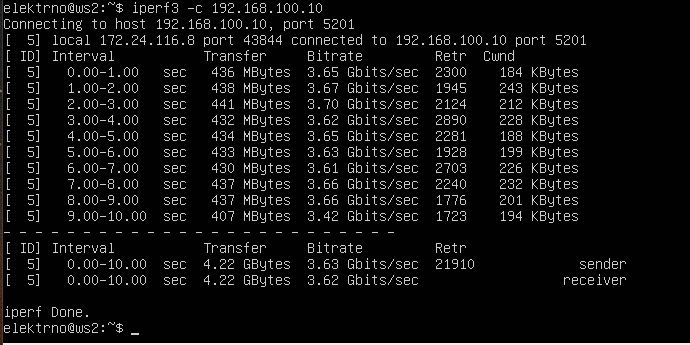 elektrno@ws2:~$ iperf3 -c 192.168.100.10
Connecting to host 192.168.100.10, port 5201
[  5] local 172.24.116.8 port 43844 connected to 192.168.100.10 port 5201
[ ID] Interval           Transfer     Bitrate         Retr  Cwnd
[  5]   0.00-1.00   sec   436 MBytes  3.65 Gbits/sec  2300    184 KBytes
[  5]   1.00-2.00   sec   438 MBytes  3.67 Gbits/sec  1945    243 KBytes
[  5]   2.00-3.00   sec   441 MBytes  3.70 Gbits/sec  2124    212 KBytes
[  5]   3.00-4.00   sec   432 MBytes  3.62 Gbits/sec  2890    228 KBytes
[  5]   4.00-5.00   sec   434 MBytes  3.65 Gbits/sec  2281    188 KBytes
[  5]   5.00-6.00   sec   433 MBytes  3.63 Gbits/sec  1928    199 KBytes
[  5]   6.00-7.00   sec   430 MBytes  3.61 Gbits/sec  2703    226 KBytes
[  5]   7.00-8.00   sec   437 MBytes  3.66 Gbits/sec  2240    232 KBytes
[  5]   8.00-9.00   sec   437 MBytes  3.66 Gbits/sec  1776    201 KBytes
[  5]   9.00-10.00  sec   407 MBytes  3.42 Gbits/sec  1723    194 KBytes
- - - - - - - - - - - - - - - - - - - - - - - - -
[ ID] Interval           Transfer     Bitrate         Retr
[  5]   0.00-10.00  sec  4.22 GBytes  3.63 Gbits/sec  21910             sender
[  5]   0.00-10.00  sec  4.22 GBytes  3.62 Gbits/sec                  receiver
iperf Done.
elektrno@ws2:~$ _